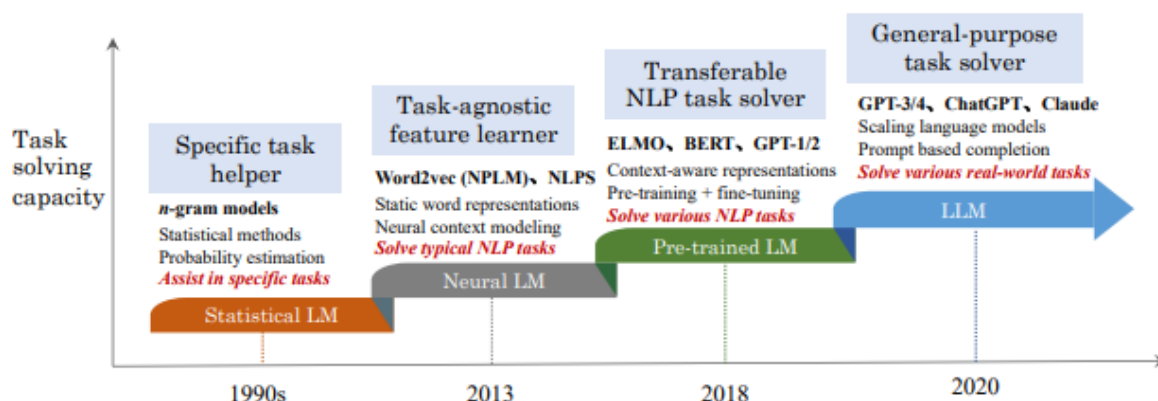 Task
solving
capacity
Specific task
helper
n-gram models
Statistical methods
Probability estimation
Assist in specific tasks
Statistical LM
1990s
Task-agnostic
feature learner
Word2vec (NPLM)、NLPS
Static word representations
Neural context modeling
Solve typical NLP tasks
Neural LM
2013
Transferable
NLP task solver
ELMO、BERT、GPT-1/2
Context-aware representations
Pre-training + fine-tuning
Solve various NLP tasks
Pre-trained LM
2018
General-purpose
task solver
GPT-3/4、ChatGPT、Claude
Scaling language models
Prompt based completion
Solve various real-world tasks
LLM
2020